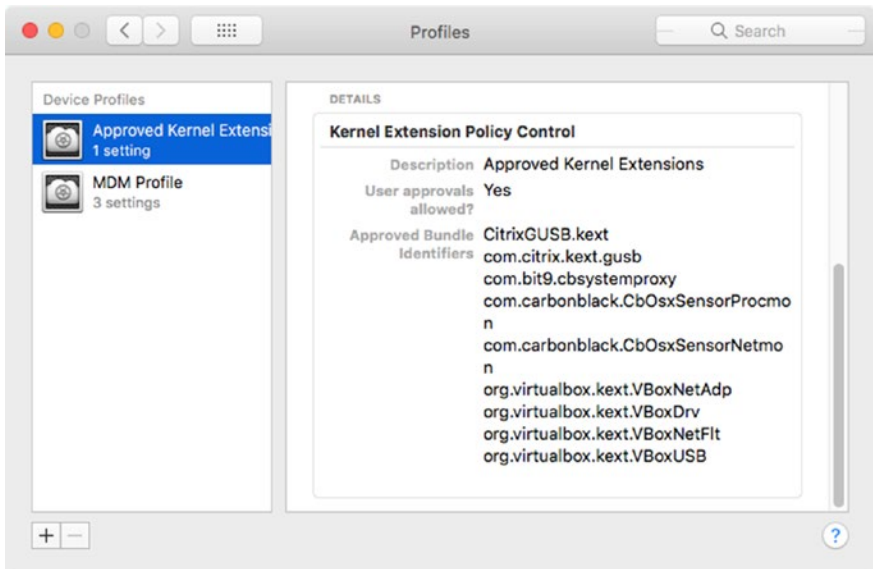 Profiles
Search
Device Profiles
Approved Kernel Extensi
1 setting
MDM Profile
3 settings
DETAILS
Kernel Extension Policy Control
Description Approved Kernel Extensions
User approvals Yes
allowed?
Approved Bundle CitrixGUSB.kext
Identifiers com.citrix.kext.gusb
com.bit9.cbsystemproxy
com.carbonblack.CbOsxSensorProcmo
n
com.carbonblack.CbOsxSensorNetmo
n
org.virtualbox.kext.VBoxNetAdp
org.virtualbox.kext.VBoxDrv
org.virtualbox.kext.VBoxNetFlt
org.virtualbox.kext.VBoxUSB
+ −
?